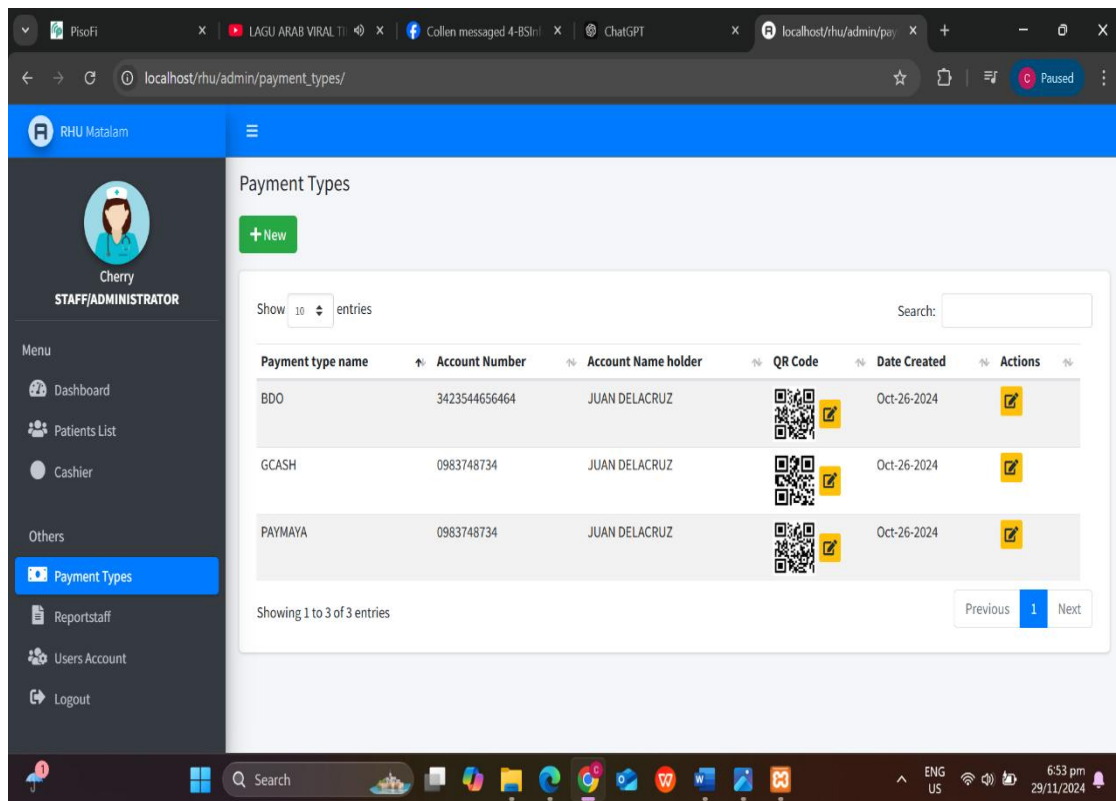 PisoFi
LAGU ARAB VIRAL TI
Collen messaged 4-BSInf
ChatGPT
localhost/rhu/admin/pay
localhost/rhu/admin/payment_types/
C Paused
RHU Matalam
Cherry
STAFF/ADMINISTRATOR
Menu
Dashboard
Patients List
Cashier
Others
Payment Types
Reportstaff
Users Account
Logout
Payment Types
+ New
Show 10 entries
Search:
Payment type name Account Number Account Name holder QR Code Date Created Actions
BDO 3423544656464 JUAN DELACRUZ Oct-26-2024
GCASH 0983748734 JUAN DELACRUZ Oct-26-2024
PAYMAYA 0983748734 JUAN DELACRUZ Oct-26-2024
Showing 1 to 3 of 3 entries
Previous 1 Next
1
Search
ENG
US
6:53 pm
29/11/2024